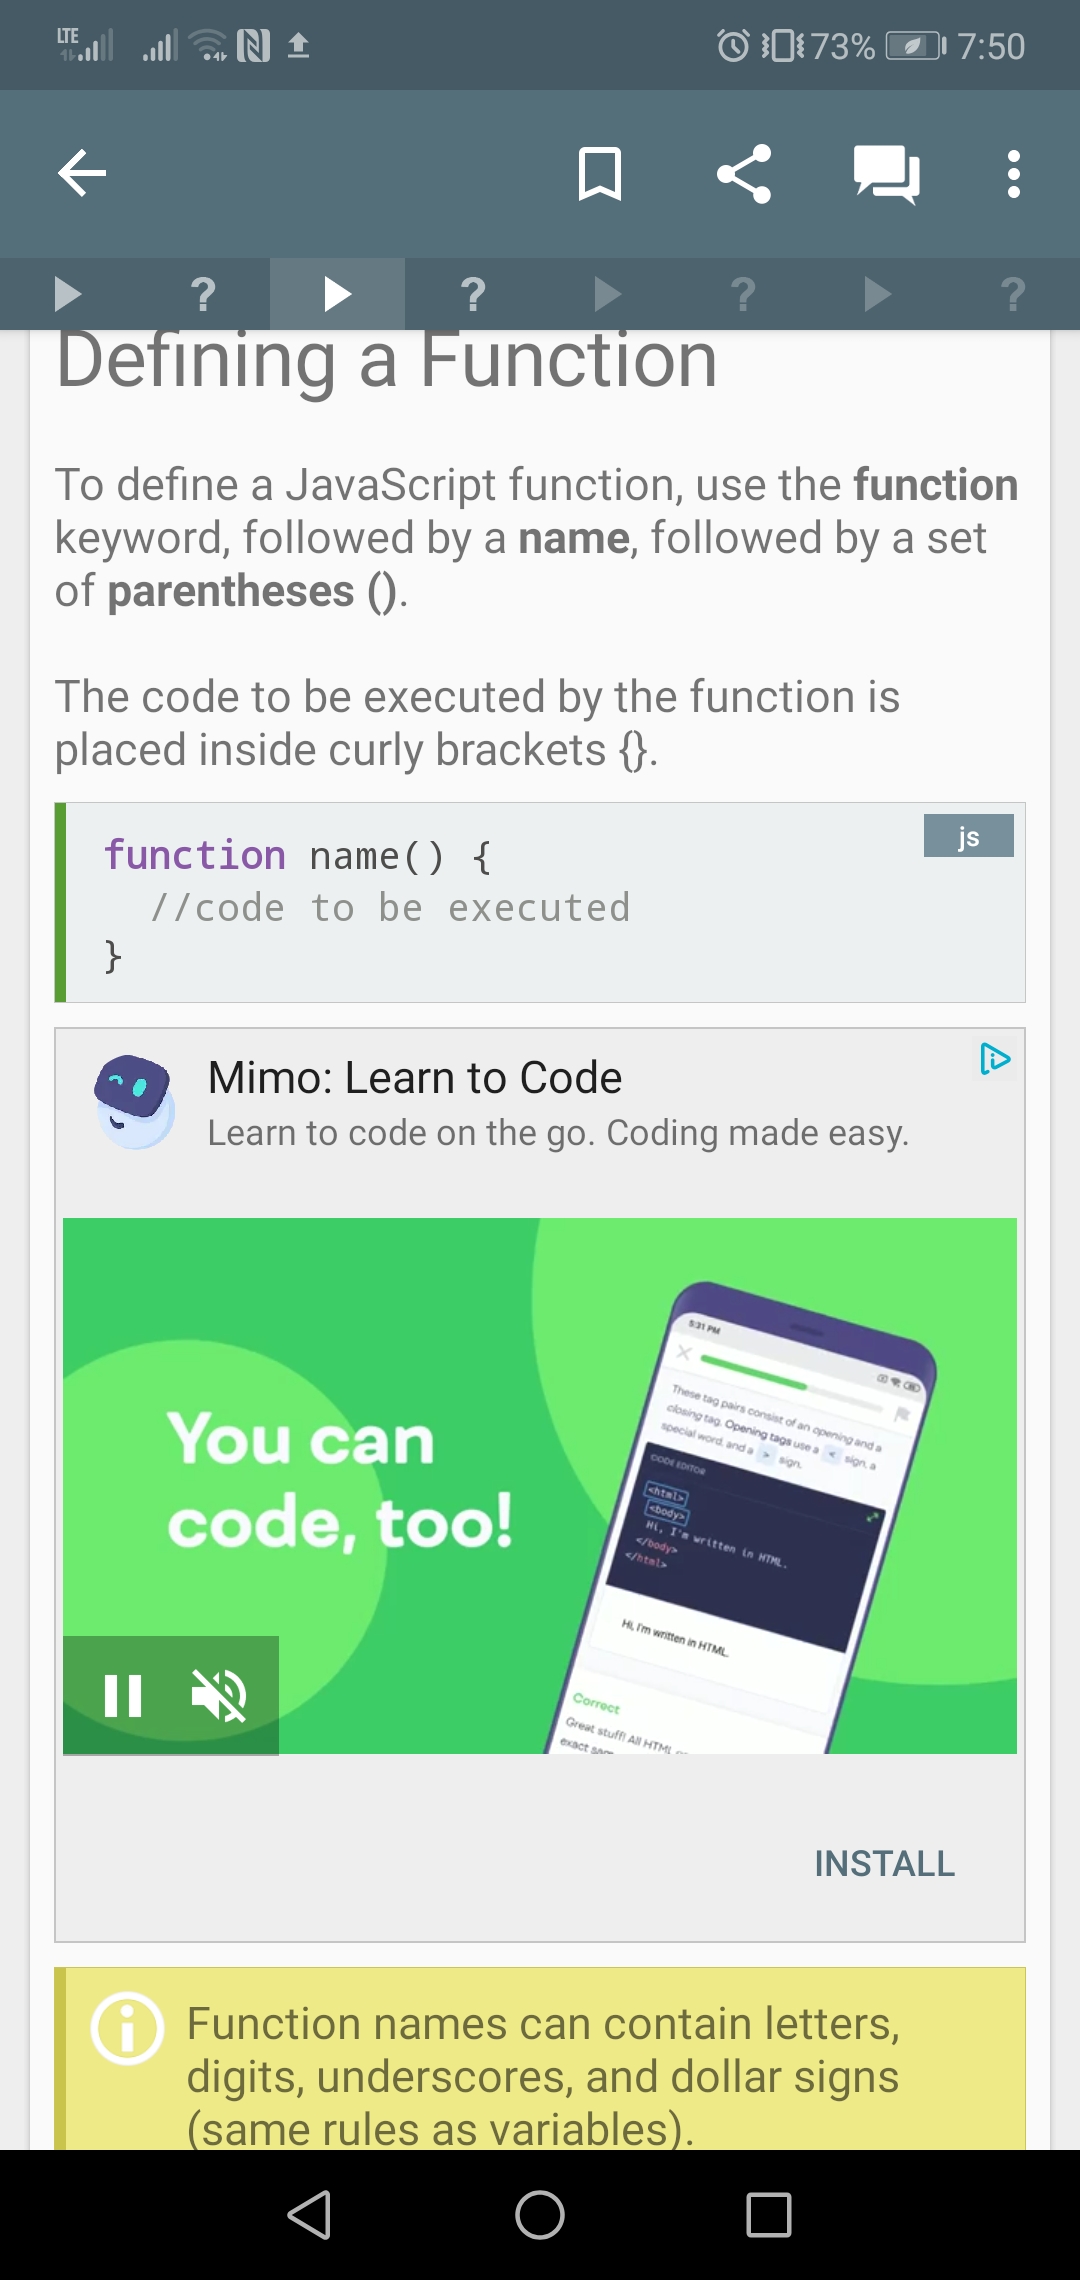 LTE 73% 7:50
? ? ? ?
Defining a Function
To define a JavaScript function, use the function
keyword, followed by a name, followed by a set
of parentheses ().
The code to be executed by the function is
placed inside curly brackets {}.
js
function name() {
//code to be executed
}
Mimo: Learn to Code
Learn to code on the go. Coding made easy.
You can
code, too!
5:31 PM
These tag pairs consist of an opening and a
closing tag. Opening tags use a < sign, a
special word, and a > sign.
CODE EDITOR
<html>
<body>
Hi, I'm written in HTML.
</body>
</html>
Hi, I'm written in HTML.
Correct
Great stuff! All HTML
exact
INSTALL
Function names can contain letters,
digits, underscores, and dollar signs
(same rules as variables).